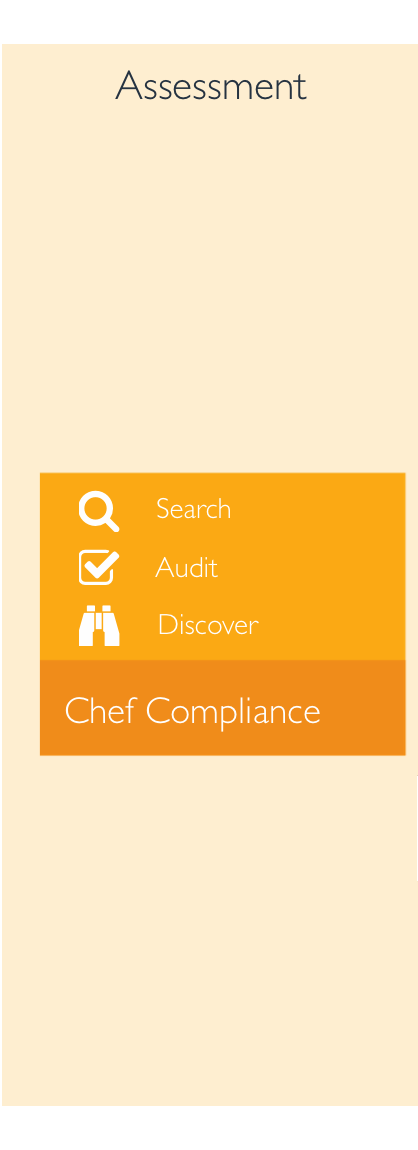 Assessment
Search
Audit
Discover
Chef Compliance